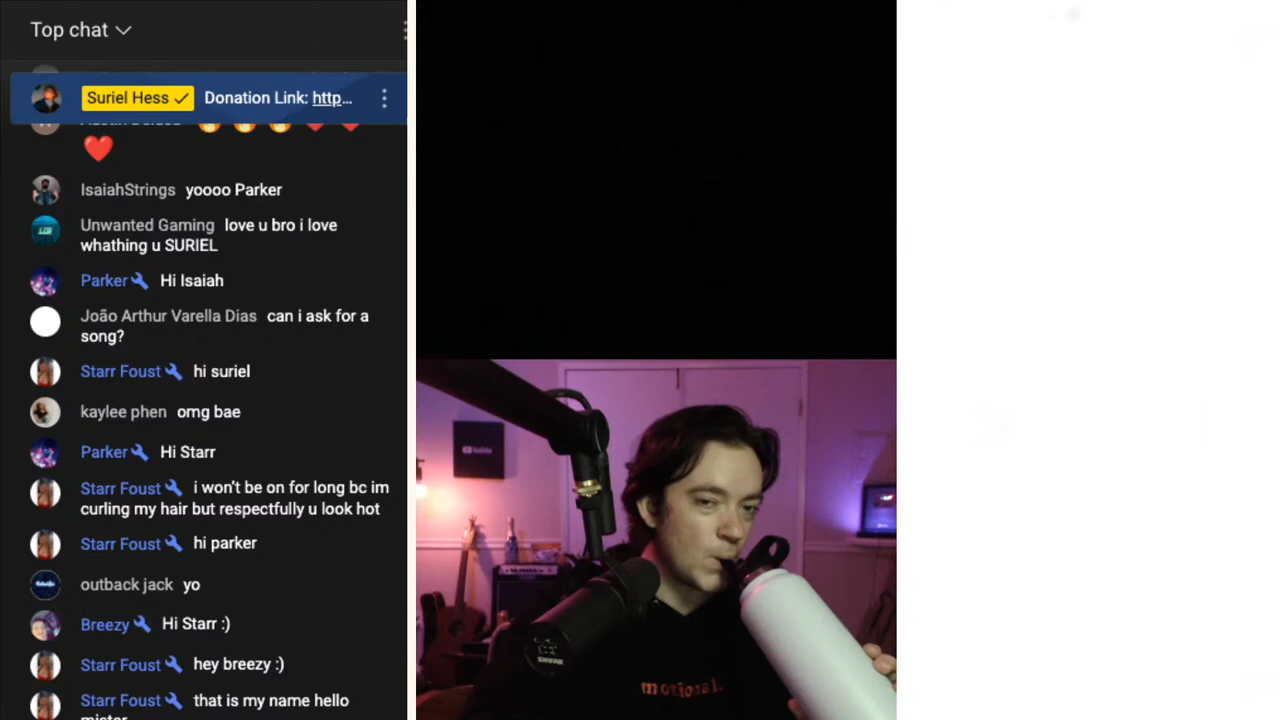 Top chat
Suriel Hess Donation Link: http...
IsaiahStrings yoooo Parker
Unwanted Gaming love u bro i love
whathing u SURIEL
Parker Hi Isaiah
João Arthur Varella Dias can i ask for a
song?
Starr Foust hi suriel
kaylee phen omg bae
Parker Hi Starr
Starr Foust i won't be on for long bc im
curling my hair but respectfully u look hot
Starr Foust hi parker
outback jack yo
Breezy Hi Starr :)
Starr Foust hey breezy :)
Starr Foust that is my name hello
YouTube
SHURE